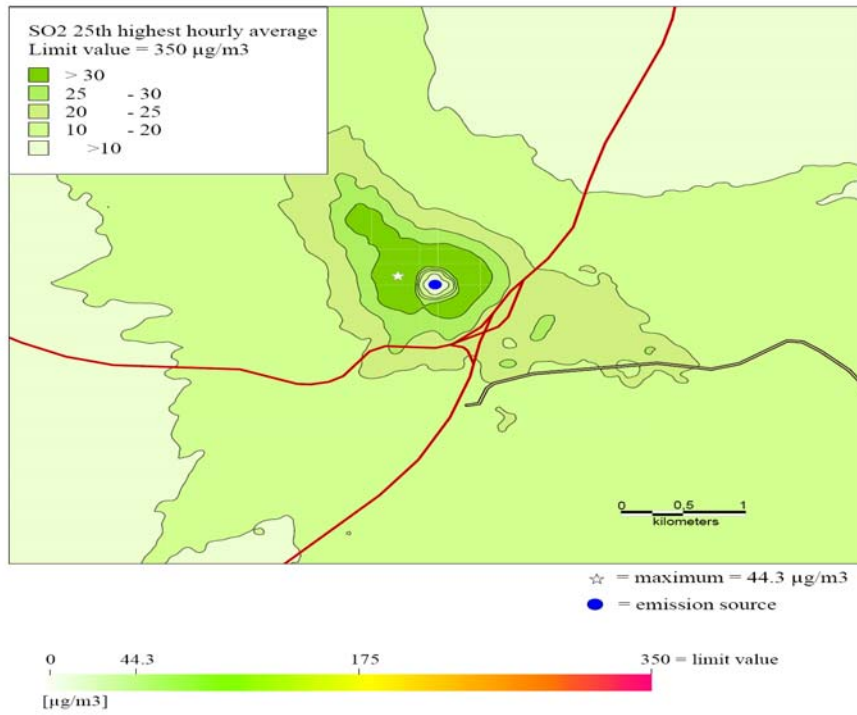 SO2 25th highest hourly average
Limit value = 350 µg/m3
> 30
25 - 30
20 - 25
10 - 20
>10
0 0,5 1
kilometers
☆ = maximum = 44.3 µg/m3
= emission source
0 44.3 175 350 = limit value
[µg/m3]